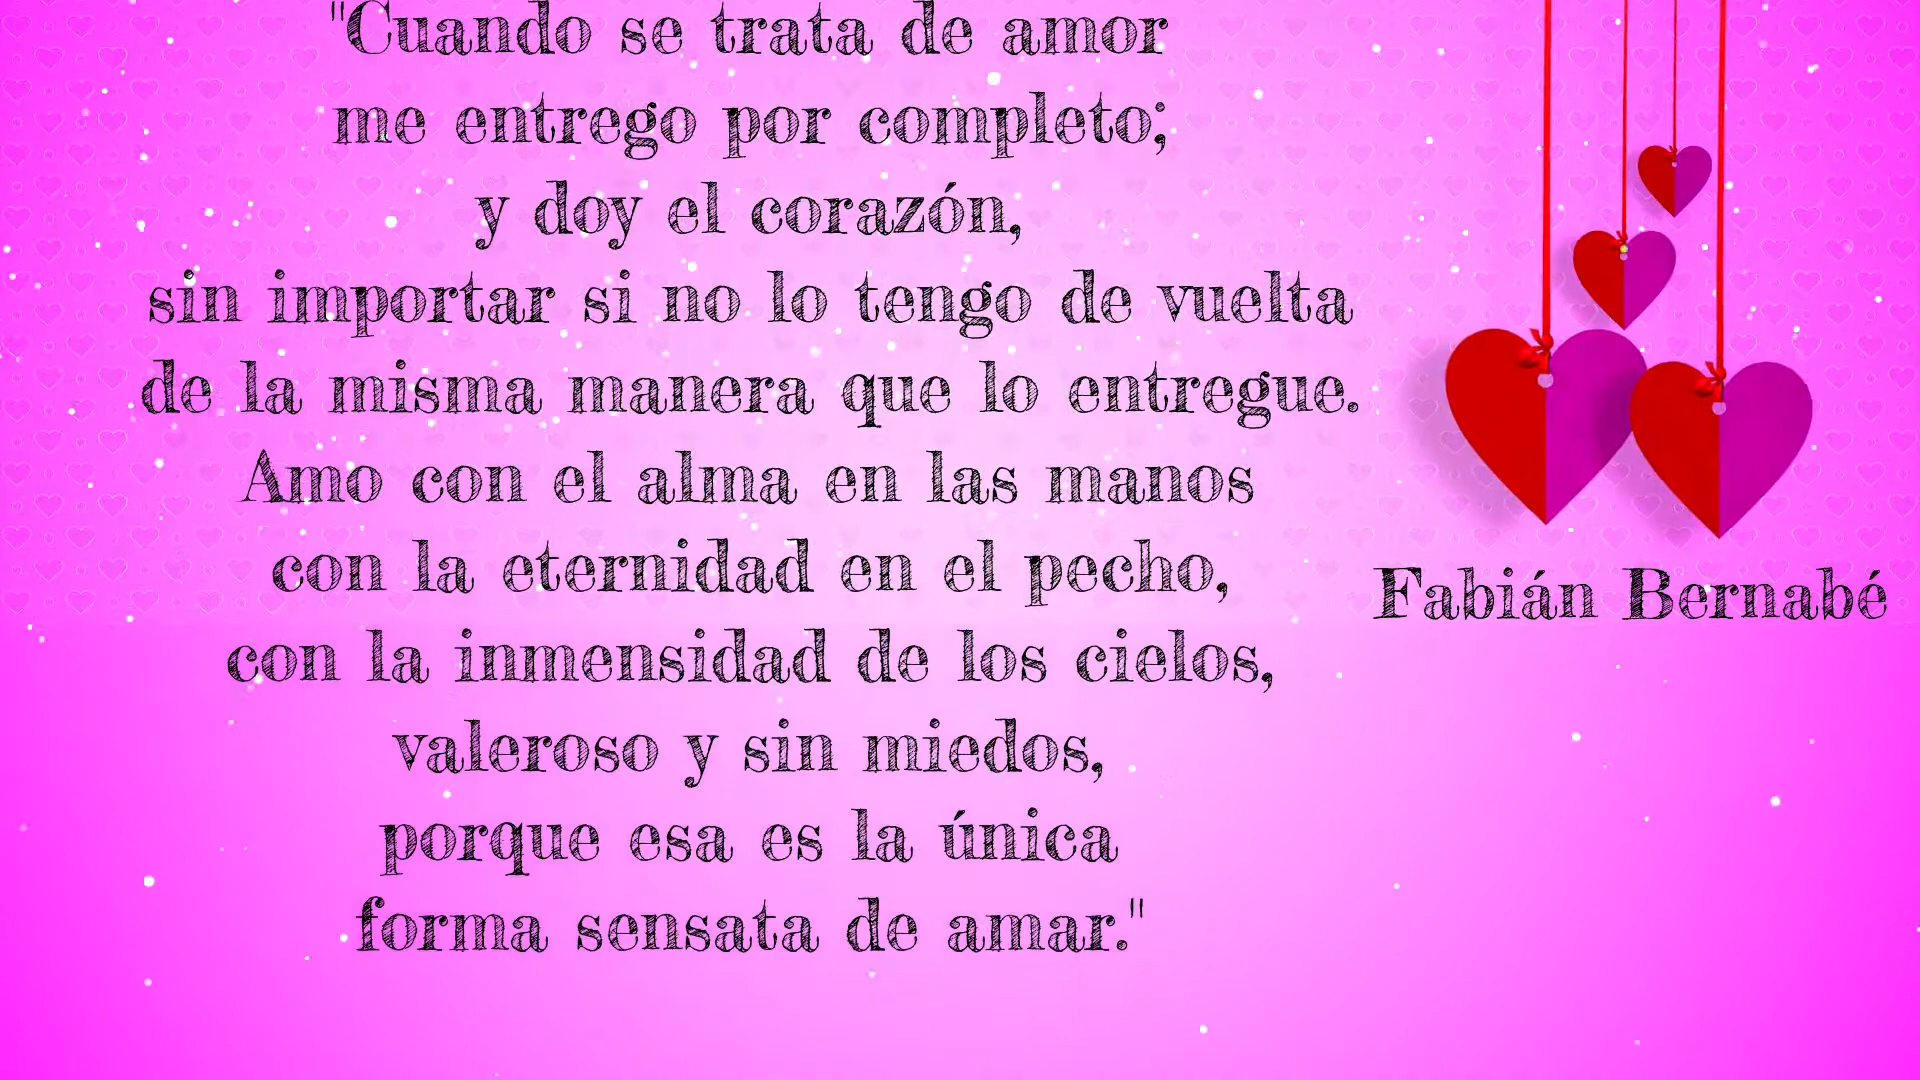 "Cuando se trata de amor
me entrego por completo;
y doy el corazón,
sin importar si no lo tengo de vuelta
de la misma manera que lo entregue.
Amo con el alma en las manos
con la eternidad en el pecho,
con la inmensidad de los cielos,
valeroso y sin miedos,
porque esa es la única
forma sensata de amar."
Fabián Bernabé